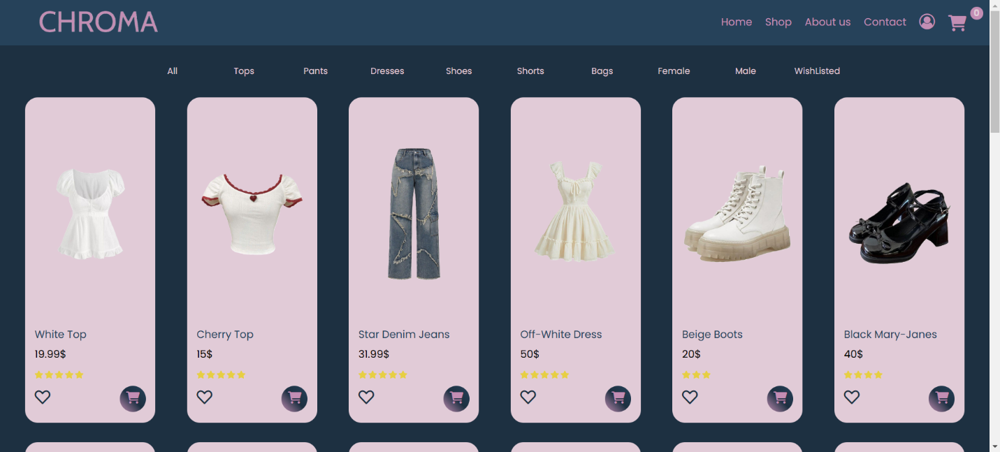 CHROMA
Home Shop About us Contact 0
All Tops Pants Dresses Shoes Shorts Bags Female Male WishListed
White Top Cherry Top Star Denim Jeans Off-White Dress Beige Boots Black Mary-Janes
19.99$ 15$ 31.99$ 50$ 20$ 40$